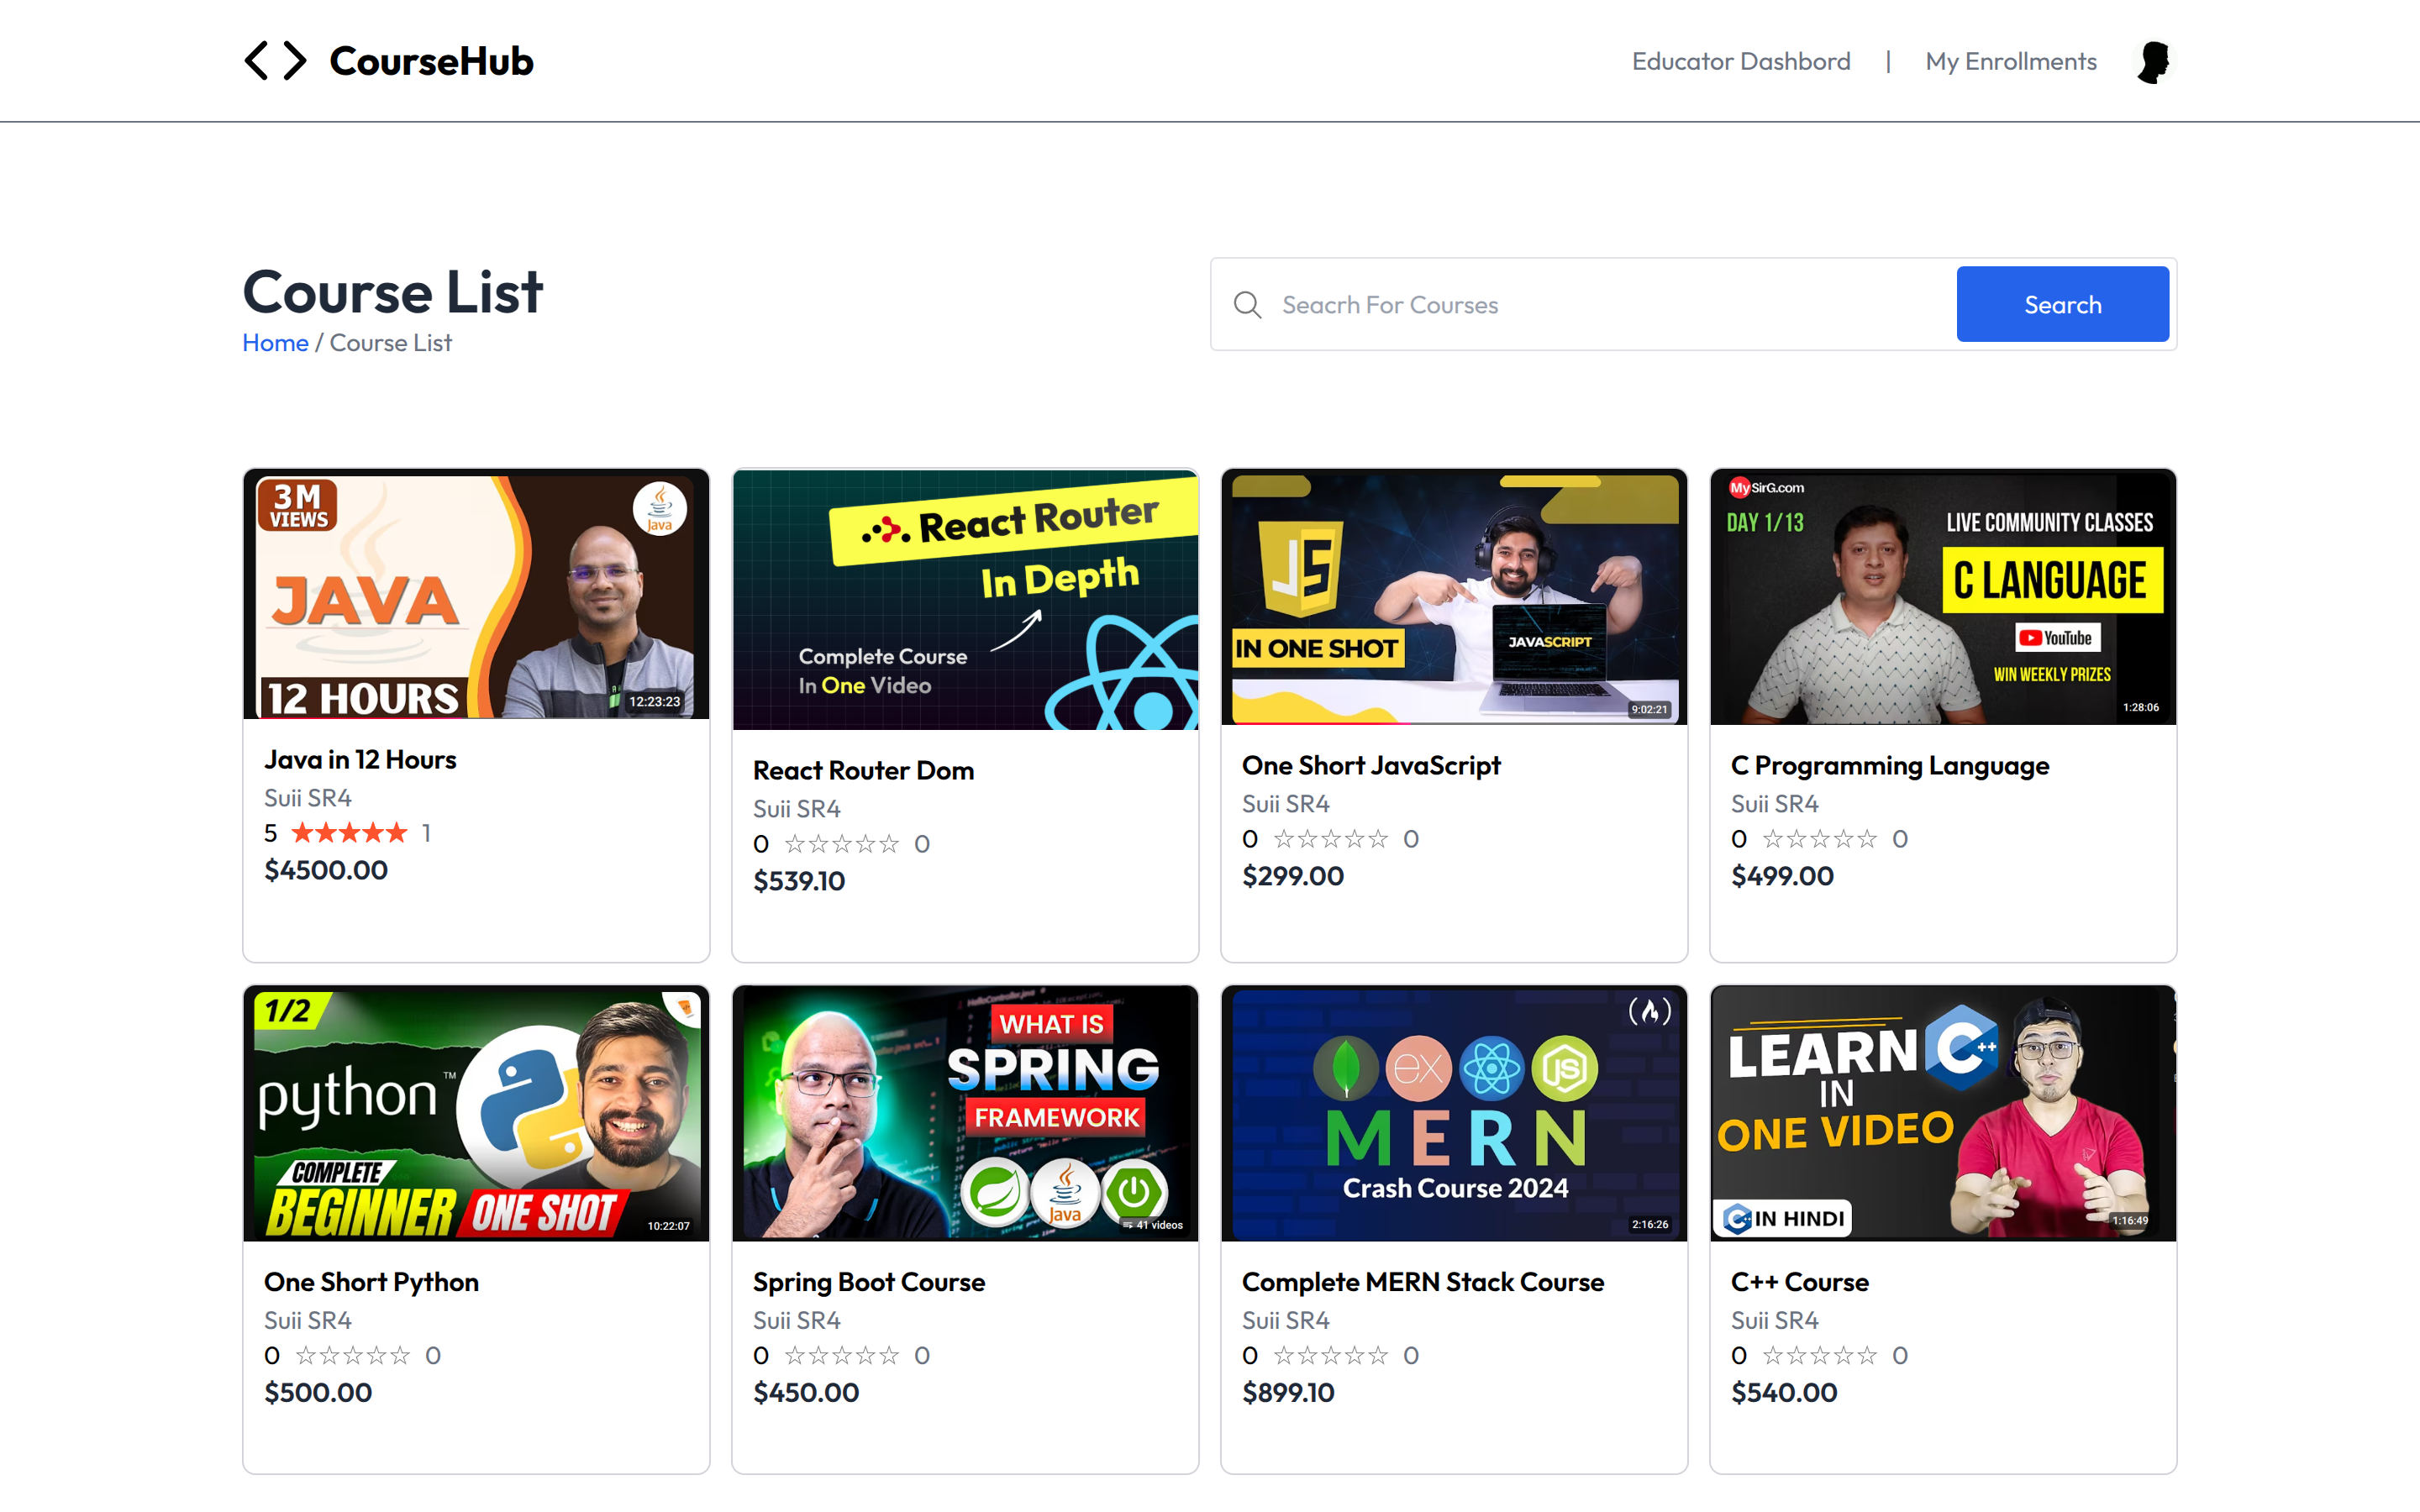 CourseHub
Educator Dashbord | My Enrollments
Course List
Home / Course List
Seacrh For Courses
Search
3M
VIEWS
Java
JAVA
12 HOURS
12:23:23
Java in 12 Hours
Suii SR4
5 ★★★★★ 1
$4500.00
React Router
In Depth
Complete Course
In One Video
React Router Dom
Suii SR4
0 ☆☆☆☆☆ 0
$539.10
JS
IN ONE SHOT
JAVASCRIPT
9:02:21
One Short JavaScript
Suii SR4
0 ☆☆☆☆☆ 0
$299.00
MySirG.com
DAY 1/13
LIVE COMMUNITY CLASSES
C LANGUAGE
YouTube
WIN WEEKLY PRIZES
1:28:06
C Programming Language
Suii SR4
0 ☆☆☆☆☆ 0
$499.00
1/2
python™
COMPLETE
BEGINNER ONE SHOT
10:22:07
One Short Python
Suii SR4
0 ☆☆☆☆☆ 0
$500.00
WHAT IS
SPRING
FRAMEWORK
Java
41 videos
Spring Boot Course
Suii SR4
0 ☆☆☆☆☆ 0
$450.00
ex
JS
MERN
Crash Course 2024
2:16:26
Complete MERN Stack Course
Suii SR4
0 ☆☆☆☆☆ 0
$899.10
LEARN C++
IN
ONE VIDEO
C++ IN HINDI
1:16:49
C++ Course
Suii SR4
0 ☆☆☆☆☆ 0
$540.00